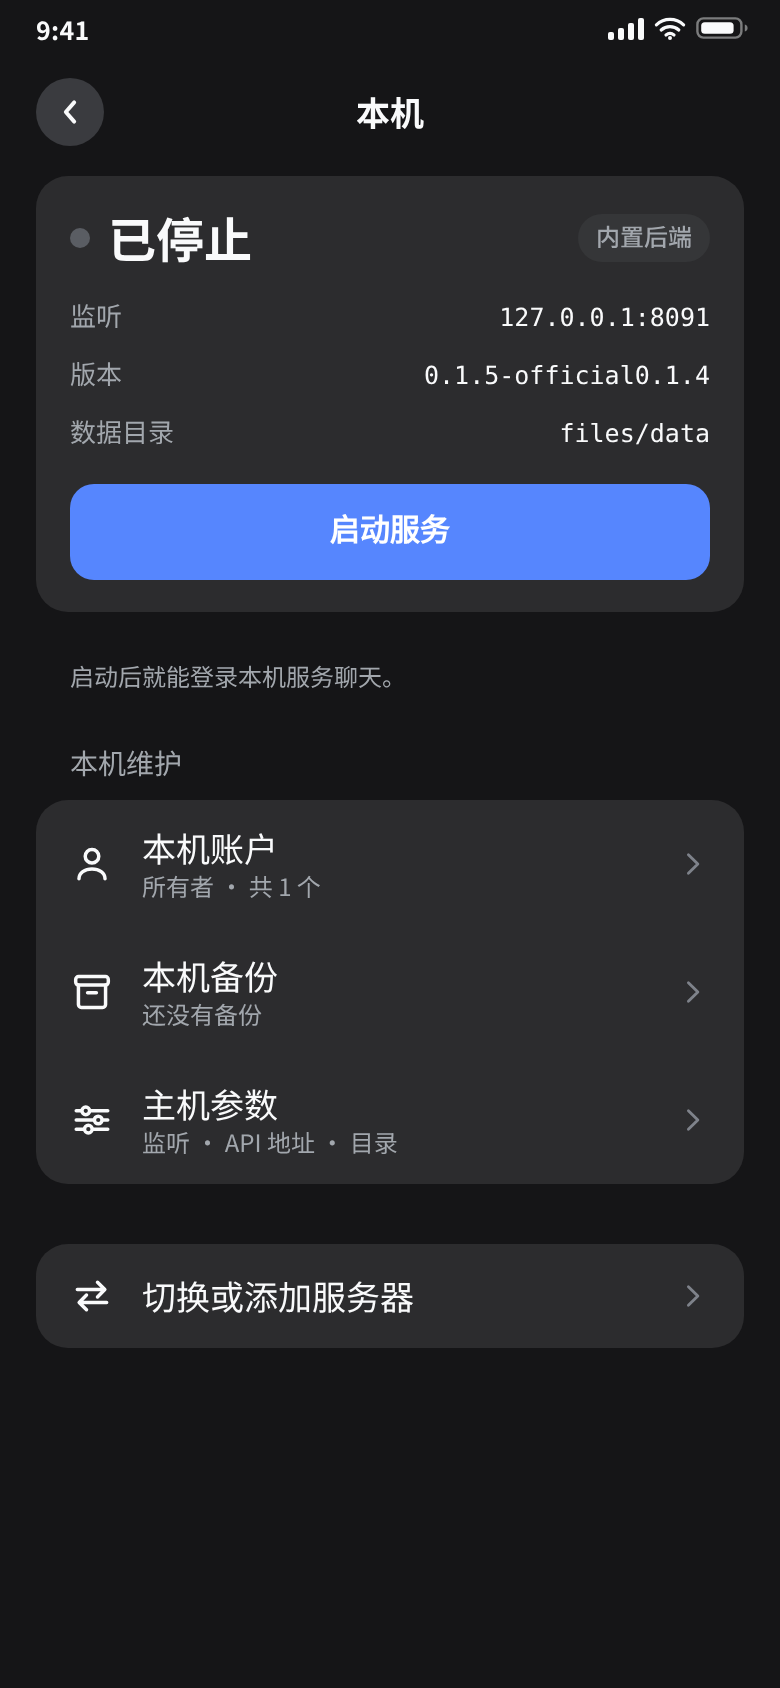 9:41
本机
已停止
内置后端
监听
127.0.0.1:8091
版本
0.1.5-official0.1.4
数据目录
files/data
启动服务
启动后就能登录本机服务聊天。
本机维护
本机账户
所有者 · 共 1 个
本机备份
还没有备份
主机参数
监听 · API 地址 · 目录
切换或添加服务器